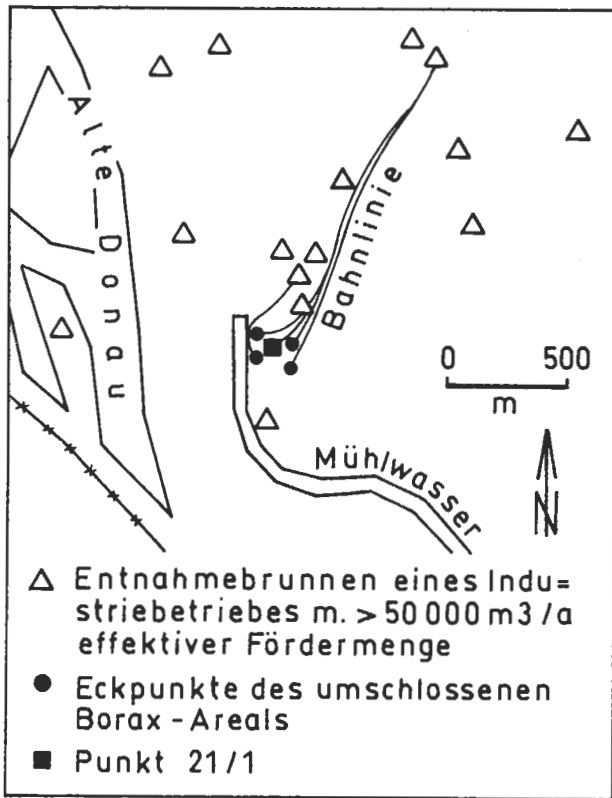 Alte Donau
Bahnlinie
0 500
m
Mühlwasser
N
Entnahmebrunnen eines Indu=
striebetriebes m. > 50 000 m3/a
effektiver Fördermenge
Eckpunkte des umschlossenen
Borax - Areals
Punkt 21/1